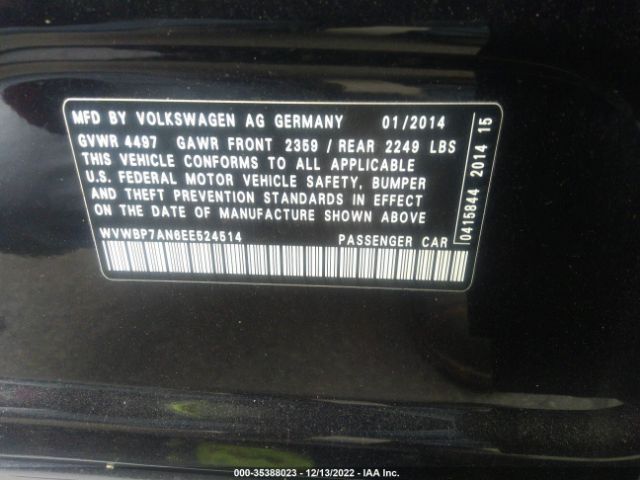 MFD BY VOLKSWAGEN AG GERMANY 01/2014
GVWR 4497 GAWR FRONT 2359 / REAR 2249 LBS
THIS VEHICLE CONFORMS TO ALL APPLICABLE
U.S. FEDERAL MOTOR VEHICLE SAFETY, BUMPER
AND THEFT PREVENTION STANDARDS IN EFFECT
ON THE DATE OF MANUFACTURE SHOWN ABOVE
WVWBP7AN6EE524514 PASSENGER CAR
0415844 2014 15
000-35388023 - 12/13/2022 - IAA Inc.